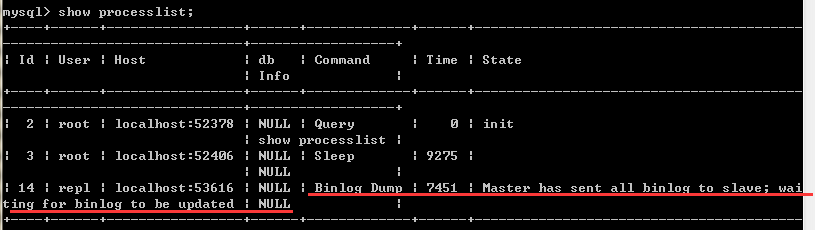 mysql> show processlist;
+----+------+-----------------+------+-------------+------+---------------------
--------------------------------------------+------------------+
| Id | User | Host            | db   | Command     | Time | State
                              | Info             |
+----+------+-----------------+------+-------------+------+---------------------
--------------------------------------------+------------------+
|  2 | root | localhost:52378 | NULL | Query       |    0 | init
                              | show processlist |
|  3 | root | localhost:52406 | NULL | Sleep       | 9275 |
                              | NULL             |
| 14 | repl | localhost:53616 | NULL | Binlog Dump | 7451 | Master has sent all binlog to slave; wai
ting for binlog to be updated | NULL             |
+----+------+-----------------+------+-------------+------+---------------------